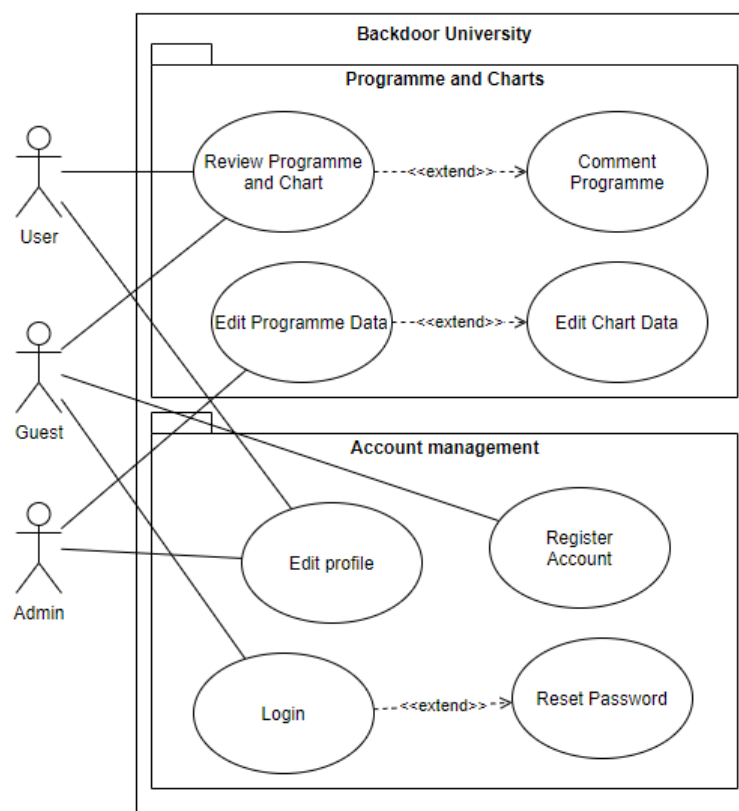 Backdoor University
Programme and Charts
Review Programme
and Chart
<<extend>>
Comment
Programme
User
Edit Programme Data
<<extend>>
Edit Chart Data
Guest
Account management
Register
Account
Edit profile
Admin
Login
<<extend>>
Reset Password